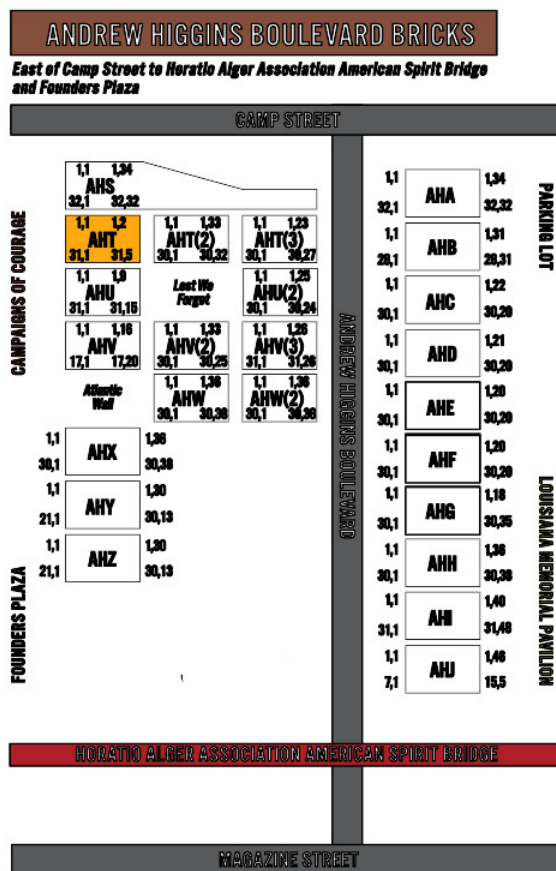 ANDREW HIGGINS BOULEVARD BRICKS
East of Camp Street to Horatio Alger Association American Spirit Bridge
and Founders Plaza
CAMP STREET
CAMPAIGNS OF COURAGE
FOUNDERS PLAZA
1,1 1,34
AHS
32,1 32,32
1,1 1,2
AHT
31,1 31,5
1,1 1,33
AHT(2)
30,1 30,32
1,1 1,23
AHT(3)
30,1 30,27
1,1 1,9
AHU
31,1 31,15
Lest We
Forget
1,1 1,25
AHU(2)
30,1 30,24
1,1 1,16
AHV
17,1 17,20
1,1 1,33
AHV(2)
30,1 30,25
1,1 1,26
AHV(3)
31,1 31,26
Atlantic
Wall
1,1 1,36
AHW
30,1 30,38
1,1 1,36
AHW(2)
30,1 30,38
1,1 1,36
AHX
30,1 30,38
1,1 1,30
AHY
21,1 30,13
1,1 1,30
AHZ
21,1 30,13
ANDREW HIGGINS BOULEVARD
1,1 1,34
AHA
32,1 32,32
1,1 1,31
AHB
28,1 28,31
1,1 1,22
AHC
30,1 30,20
1,1 1,21
AHD
30,1 30,20
1,1 1,20
AHE
30,1 30,20
1,1 1,20
AHF
30,1 30,20
1,1 1,18
AHG
30,1 30,35
1,1 1,36
AHH
30,1 30,38
1,1 1,40
AHI
31,1 31,48
1,1 1,48
AHJ
7,1 15,5
PARKING LOT
LOUISIANA MEMORIAL PAVILION
HORATIO ALGER ASSOCIATION AMERICAN SPIRIT BRIDGE
MAGAZINE STREET